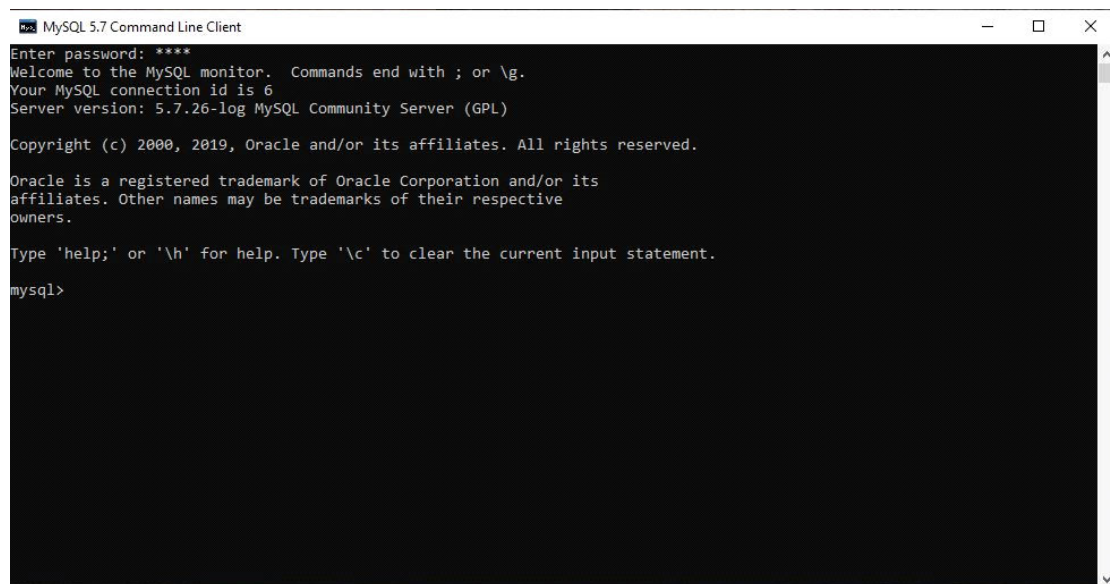 MySQL 5.7 Command Line Client
Enter password: ****
Welcome to the MySQL monitor.  Commands end with ; or \g.
Your MySQL connection id is 6
Server version: 5.7.26-log MySQL Community Server (GPL)
Copyright (c) 2000, 2019, Oracle and/or its affiliates. All rights reserved.
Oracle is a registered trademark of Oracle Corporation and/or its
affiliates. Other names may be trademarks of their respective
owners.
Type 'help;' or '\h' for help. Type '\c' to clear the current input statement.
mysql>